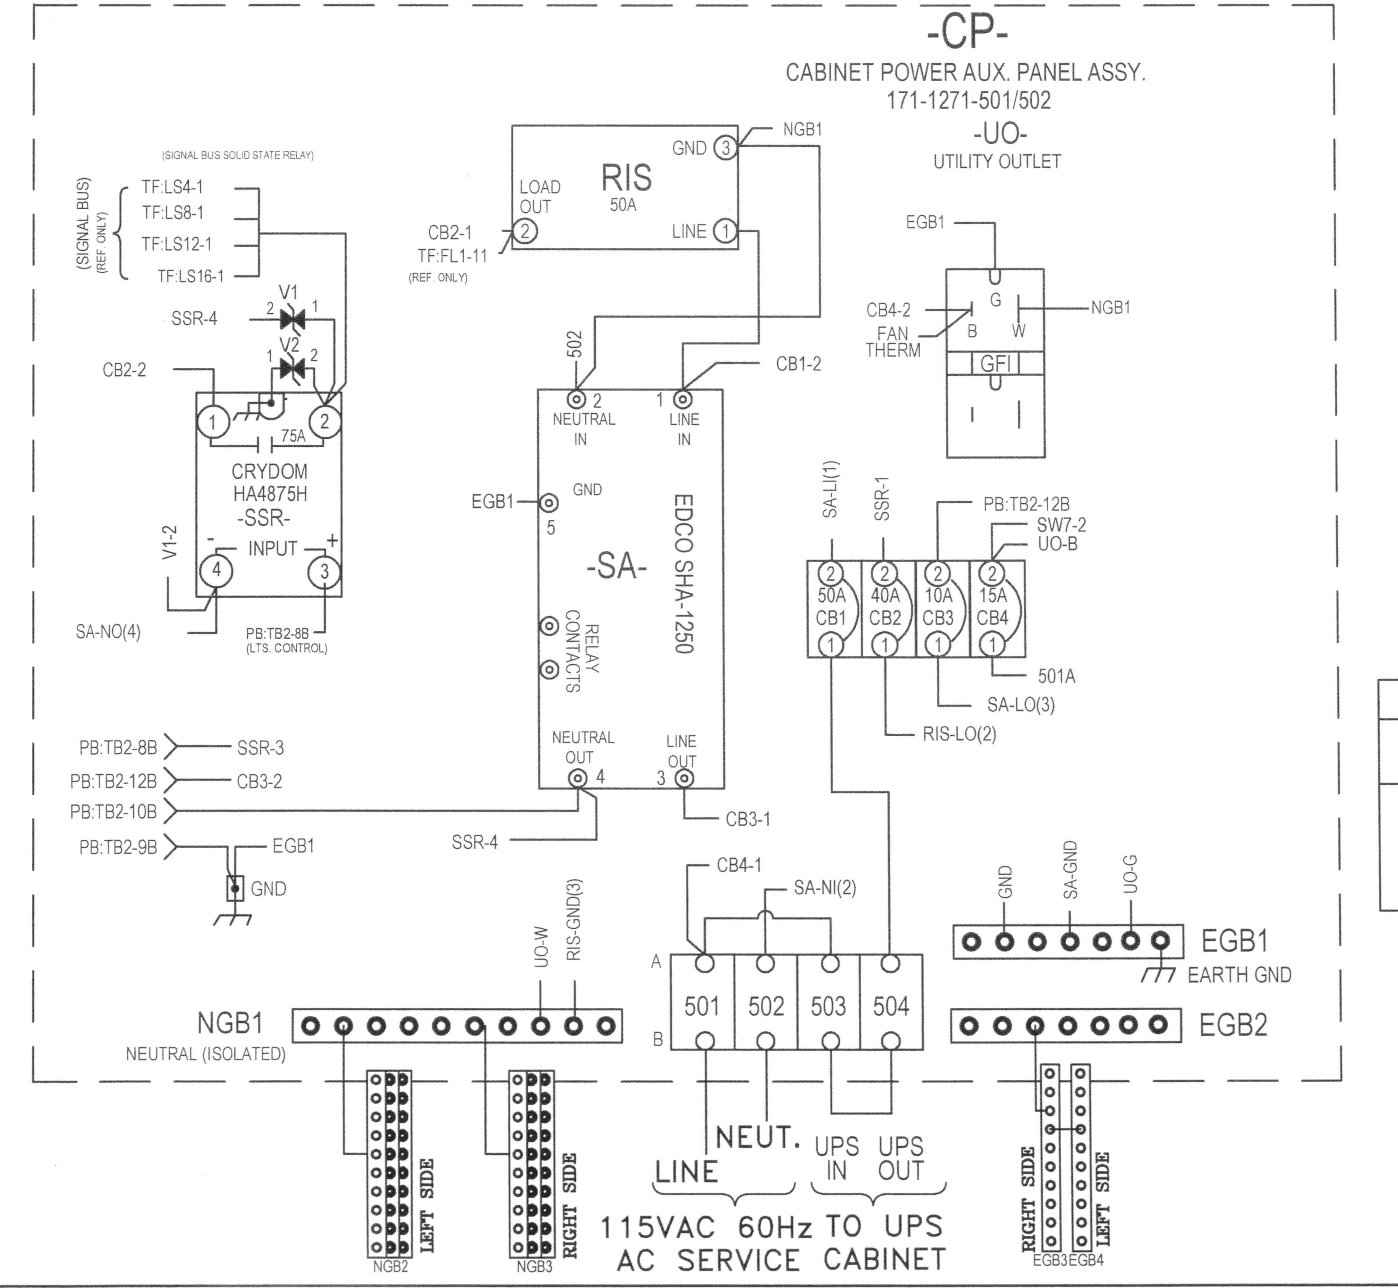 -CP-
CABINET POWER AUX. PANEL ASSY.
171-1271-501/502
-UO-
UTILITY OUTLET
(SIGNAL BUS SOLID STATE RELAY)
(SIGNAL BUS)
(REF. ONLY)
TF:LS4-1
TF:LS8-1
TF:LS12-1
TF:LS16-1
SSR-4
2
V1
1
1
V2
2
CB2-2
1
2
75A
CRYDOM
HA4875H
-SSR-
- INPUT +
4
3
V1-2
SA-NO(4)
PB:TB2-8B
(LTS. CONTROL)
NGB1
GND 3
RIS
50A
LOAD
OUT
2
LINE 1
CB2-1
TF:FL1-11
(REF. ONLY)
502
CB1-2
2
1
NEUTRAL
IN
LINE
IN
EGB1
GND
5
-SA-
EDCO SHA-1250
RELAY
CONTACTS
NEUTRAL
OUT
4
LINE
OUT
3
SSR-4
CB3-1
EGB1
CB4-2
FAN
THERM
G
B
W
NGB1
GFI
SA-LI(1)
SSR-1
PB:TB2-12B
SW7-2
UO-B
2 2 2 2
50A 40A 10A 15A
CB1 CB2 CB3 CB4
1 1 1 1
501A
SA-LO(3)
RIS-LO(2)
PB:TB2-8B SSR-3
PB:TB2-12B CB3-2
PB:TB2-10B
PB:TB2-9B EGB1
GND
CB4-1
SA-NI(2)
A
501 502 503 504
B
GND
SA-GND
UO-G
EGB1
EARTH GND
EGB2
UO-W
RIS-GND(3)
NGB1
NEUTRAL (ISOLATED)
LEFT SIDE
NGB2
RIGHT SIDE
NGB3
NEUT.
LINE
UPS
IN
UPS
OUT
115VAC 60Hz TO UPS
AC SERVICE CABINET
RIGHT SIDE
LEFT SIDE
EGB3 EGB4